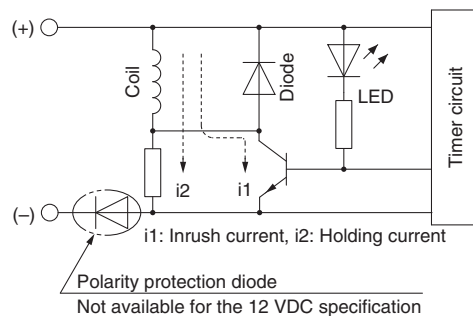 (+)
Coil
Diode
LED
Timer circuit
i2
i1
(–)
i1: Inrush current, i2: Holding current
Polarity protection diode
Not available for the 12 VDC specification